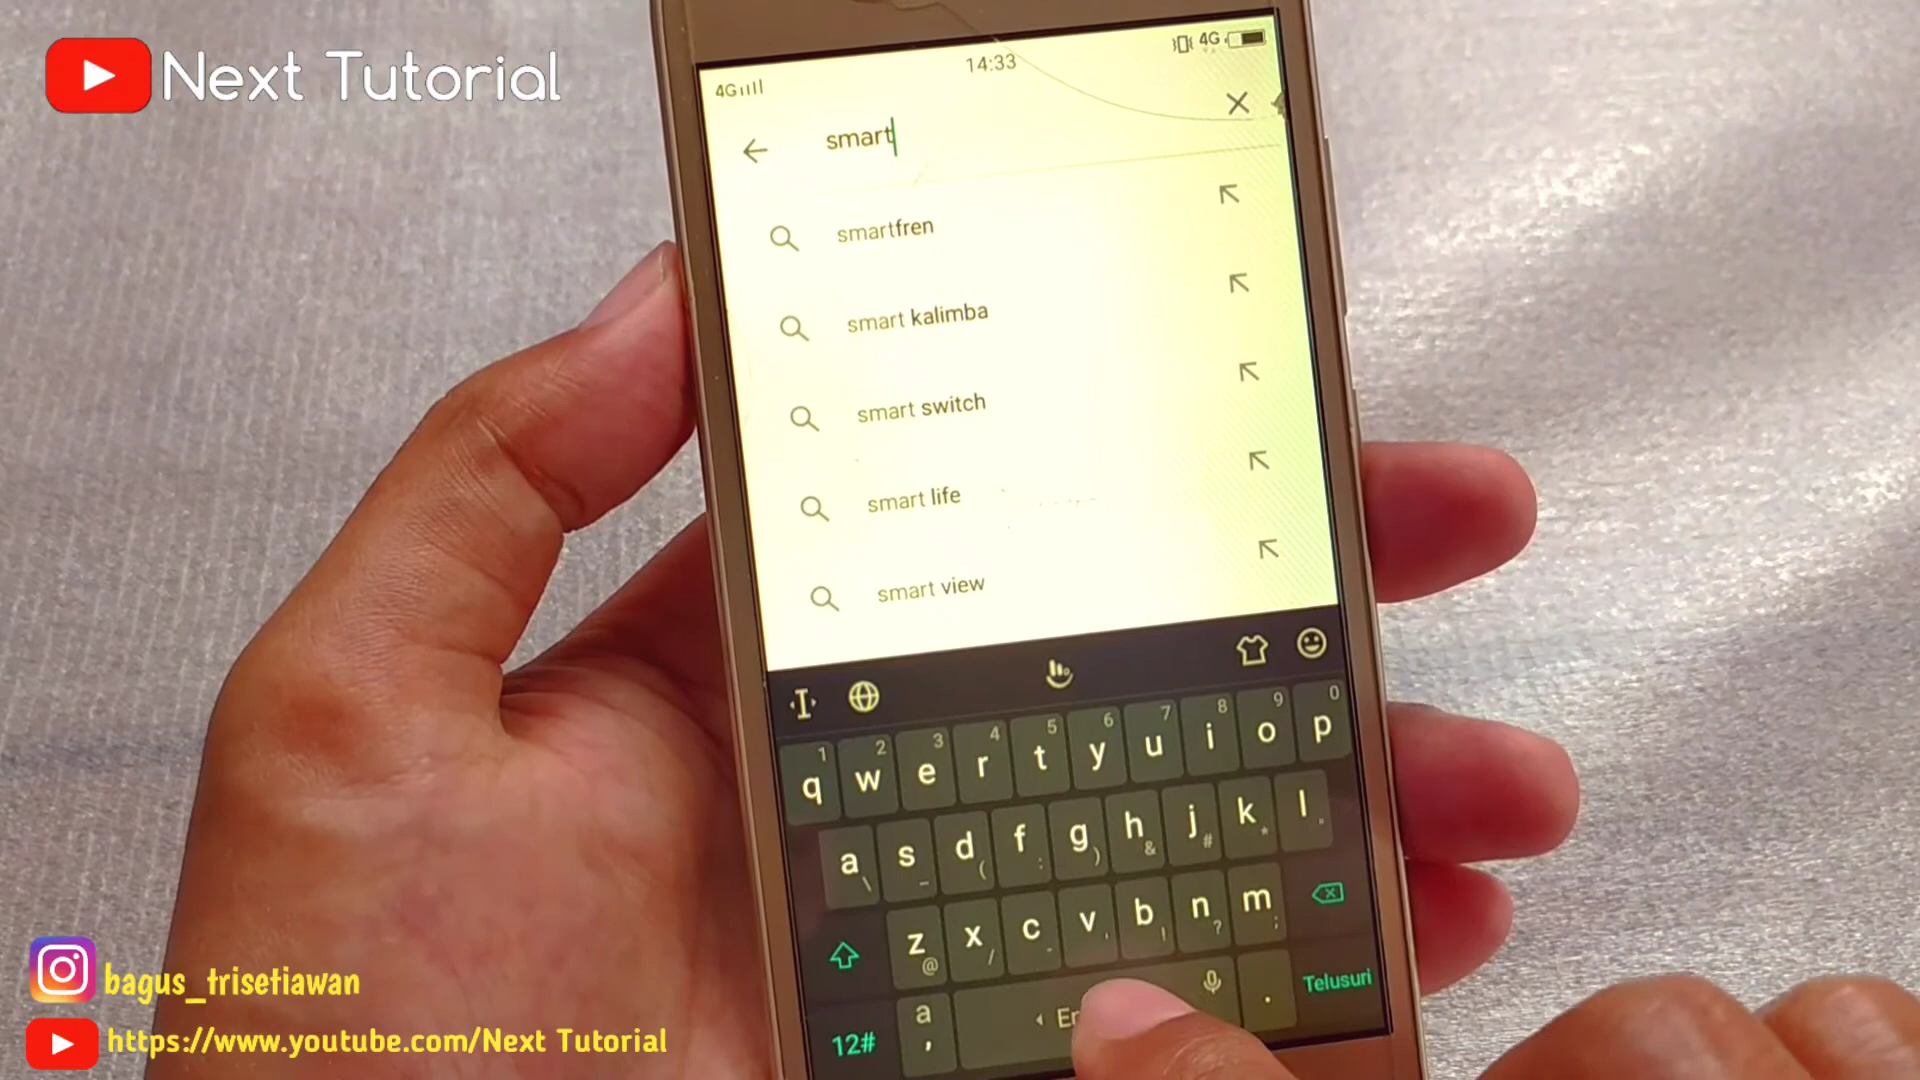 Next Tutorial
4G
14:33
4G
smart
smartfren
smart kalimba
smart switch
smart life
smart view
1 2 3 4 5 6 7 8 9 0
q w e r t y u i o p
a s d f g h j k l
\ _ ( : ) & # * "
z x c v b n m
@ / - ' ! ? ;
12# a , .
Telusuri
bagus_trisetiawan
https://www.youtube.com/Next Tutorial